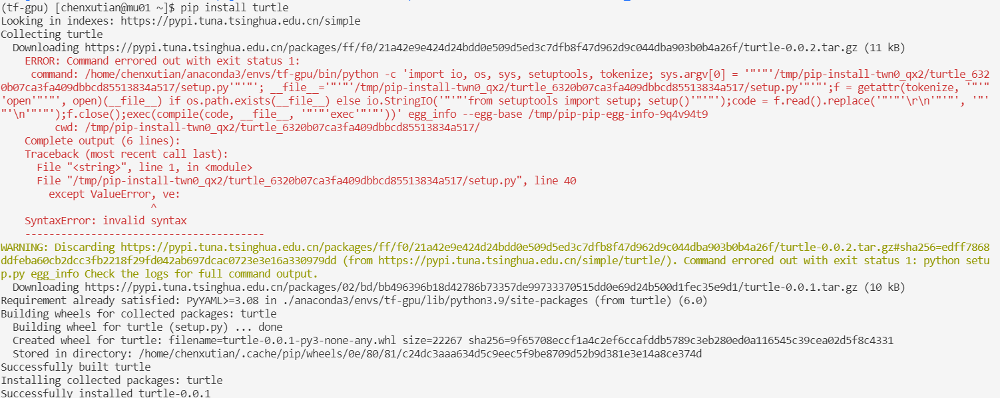 (tf-gpu) [chenxutian@mu01 ~]$ pip install turtle
Looking in indexes: https://pypi.tuna.tsinghua.edu.cn/simple
Collecting turtle
  Downloading https://pypi.tuna.tsinghua.edu.cn/packages/ff/f0/21a42e9e424d24bdd0e509d5ed3c7dfb8f47d962d9c044dba903b0b4a26f/turtle-0.0.2.tar.gz (11 kB)
    ERROR: Command errored out with exit status 1:
     command: /home/chenxutian/anaconda3/envs/tf-gpu/bin/python -c 'import io, os, sys, setuptools, tokenize; sys.argv[0] = '"'"'/tmp/pip-install-twn0_qx2/turtle_632
0b07ca3fa409dbbcd85513834a517/setup.py'"'"'; __file__='"'"'/tmp/pip-install-twn0_qx2/turtle_6320b07ca3fa409dbbcd85513834a517/setup.py'"'"';f = getattr(tokenize, '"'"
'open'"'"', open)(__file__) if os.path.exists(__file__) else io.StringIO('"'"'from setuptools import setup; setup()'"'"');code = f.read().replace('"'"'\r\n'"'"', '"'
"'\n'"'"');f.close();exec(compile(code, __file__, '"'"'exec'"'"'))' egg_info --egg-base /tmp/pip-pip-egg-info-9q4v94t9
         cwd: /tmp/pip-install-twn0_qx2/turtle_6320b07ca3fa409dbbcd85513834a517/
    Complete output (6 lines):
    Traceback (most recent call last):
      File "<string>", line 1, in <module>
      File "/tmp/pip-install-twn0_qx2/turtle_6320b07ca3fa409dbbcd85513834a517/setup.py", line 40
        except ValueError, ve:
                         ^
    SyntaxError: invalid syntax
    ----------------------------------------
WARNING: Discarding https://pypi.tuna.tsinghua.edu.cn/packages/ff/f0/21a42e9e424d24bdd0e509d5ed3c7dfb8f47d962d9c044dba903b0b4a26f/turtle-0.0.2.tar.gz#sha256=edff7868
ddfeba60cb2dcc3fb2218f29fd042ab697dcac0723e3e16a330979dd (from https://pypi.tuna.tsinghua.edu.cn/simple/turtle/). Command errored out with exit status 1: python setu
p.py egg_info Check the logs for full command output.
  Downloading https://pypi.tuna.tsinghua.edu.cn/packages/02/bd/bb496396b18d42786b73357de99733370515dd0e69d24b500d1fec35e9d1/turtle-0.0.1.tar.gz (10 kB)
Requirement already satisfied: PyYAML>=3.08 in ./anaconda3/envs/tf-gpu/lib/python3.9/site-packages (from turtle) (6.0)
Building wheels for collected packages: turtle
  Building wheel for turtle (setup.py) ... done
  Created wheel for turtle: filename=turtle-0.0.1-py3-none-any.whl size=22267 sha256=9f65708eccf1a4c2ef6ccafddb5789c3eb280ed0a116545c39cea02d5f8c4331
  Stored in directory: /home/chenxutian/.cache/pip/wheels/0e/80/81/c24dc3aaa634d5c9eec5f9be8709d52b9d381e3e14a8ce374d
Successfully built turtle
Installing collected packages: turtle
Successfully installed turtle-0.0.1